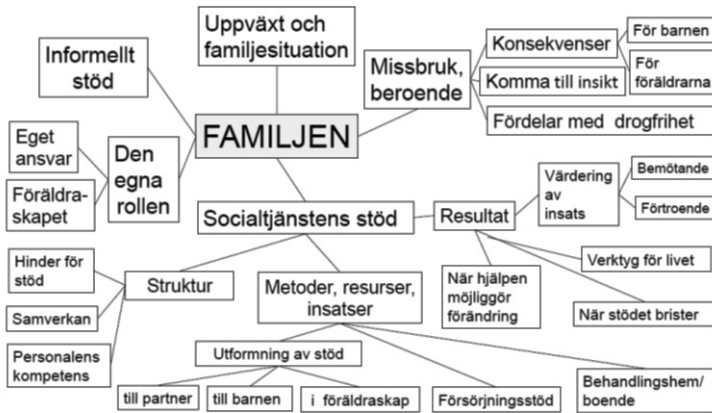 Informellt
stöd
Uppväxt och
familjesituation
Missbruk,
beroende
Konsekvenser
För barnen
För
föräldrarna
Komma till insikt
Fördelar med drogfrihet
FAMILJEN
Eget
ansvar
Föräldra-
skapet
Den
egna
rollen
Socialtjänstens stöd
Resultat
Värdering
av
insats
Bemötande
Förtroende
Verktyg för livet
När hjälpen
möjliggör
förändring
När stödet brister
Hinder för
stöd
Samverkan
Personalens
kompetens
Struktur
Metoder, resurser,
insatser
Utformning av stöd
till partner
till barnen
i föräldraskap
Försörjningsstöd
Behandlingshem/
boende